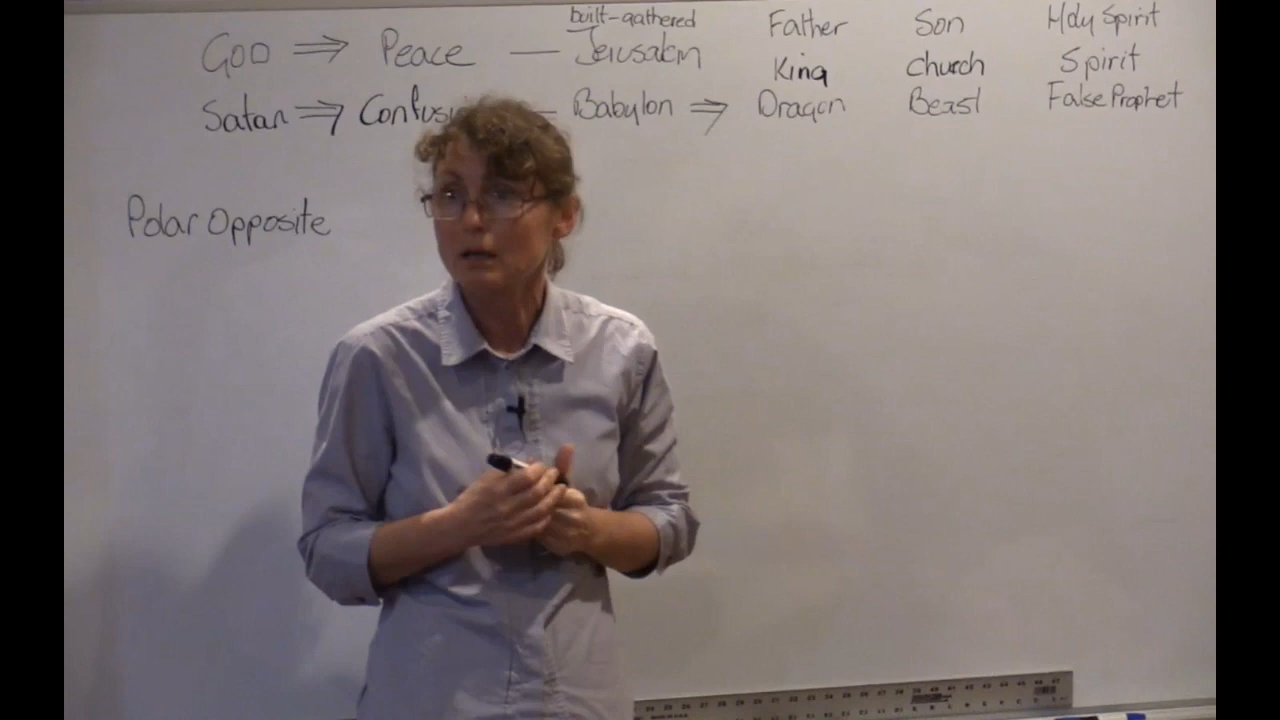 built-gathered Father Son Holy Spirit
God ⇒ Peace — Jerusalem King Church Spirit
Satan ⇒ — Babylon ⇒ Dragon Beast False Prophet
Polar Opposite